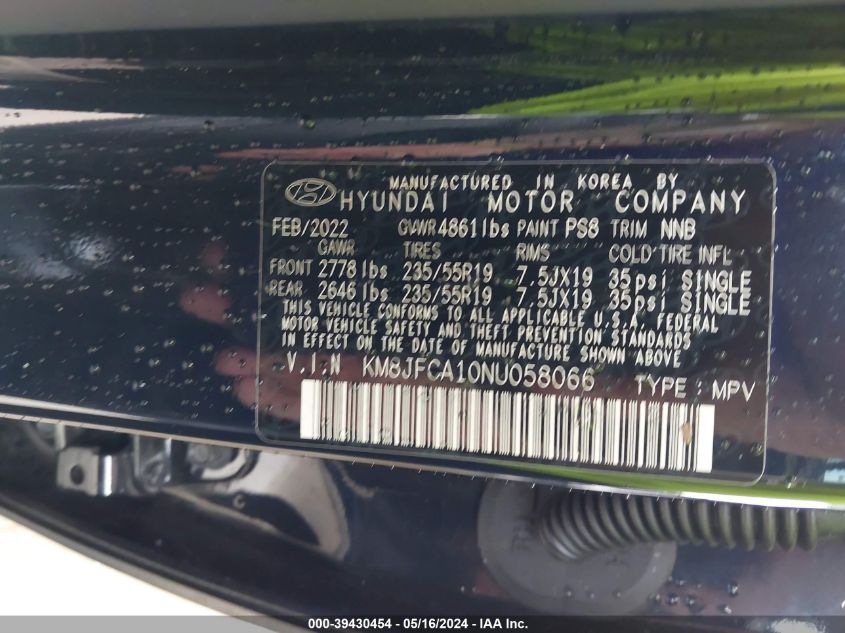 MANUFACTURED IN KOREA BY
HYUNDAI MOTOR COMPANY
FEB/2022 GVWR 4861 lbs PAINT PS8 TRIM NNB
GAWR TIRES RIMS COLD TIRE INFL
FRONT 2778 lbs 235/55R19 7.5JX19 35psi SINGLE
REAR 2646 lbs 235/55R19 7.5JX19 35psi SINGLE
THIS VEHICLE CONFORMS TO ALL APPLICABLE U.S.A. FEDERAL
MOTOR VEHICLE SAFETY AND THEFT PREVENTION STANDARDS
IN EFFECT ON THE DATE OF MANUFACTURE SHOWN ABOVE.
V.I.N KM8JFCA10NU058066 TYPE : MPV
000-39430454 - 05/16/2024 - IAA Inc.